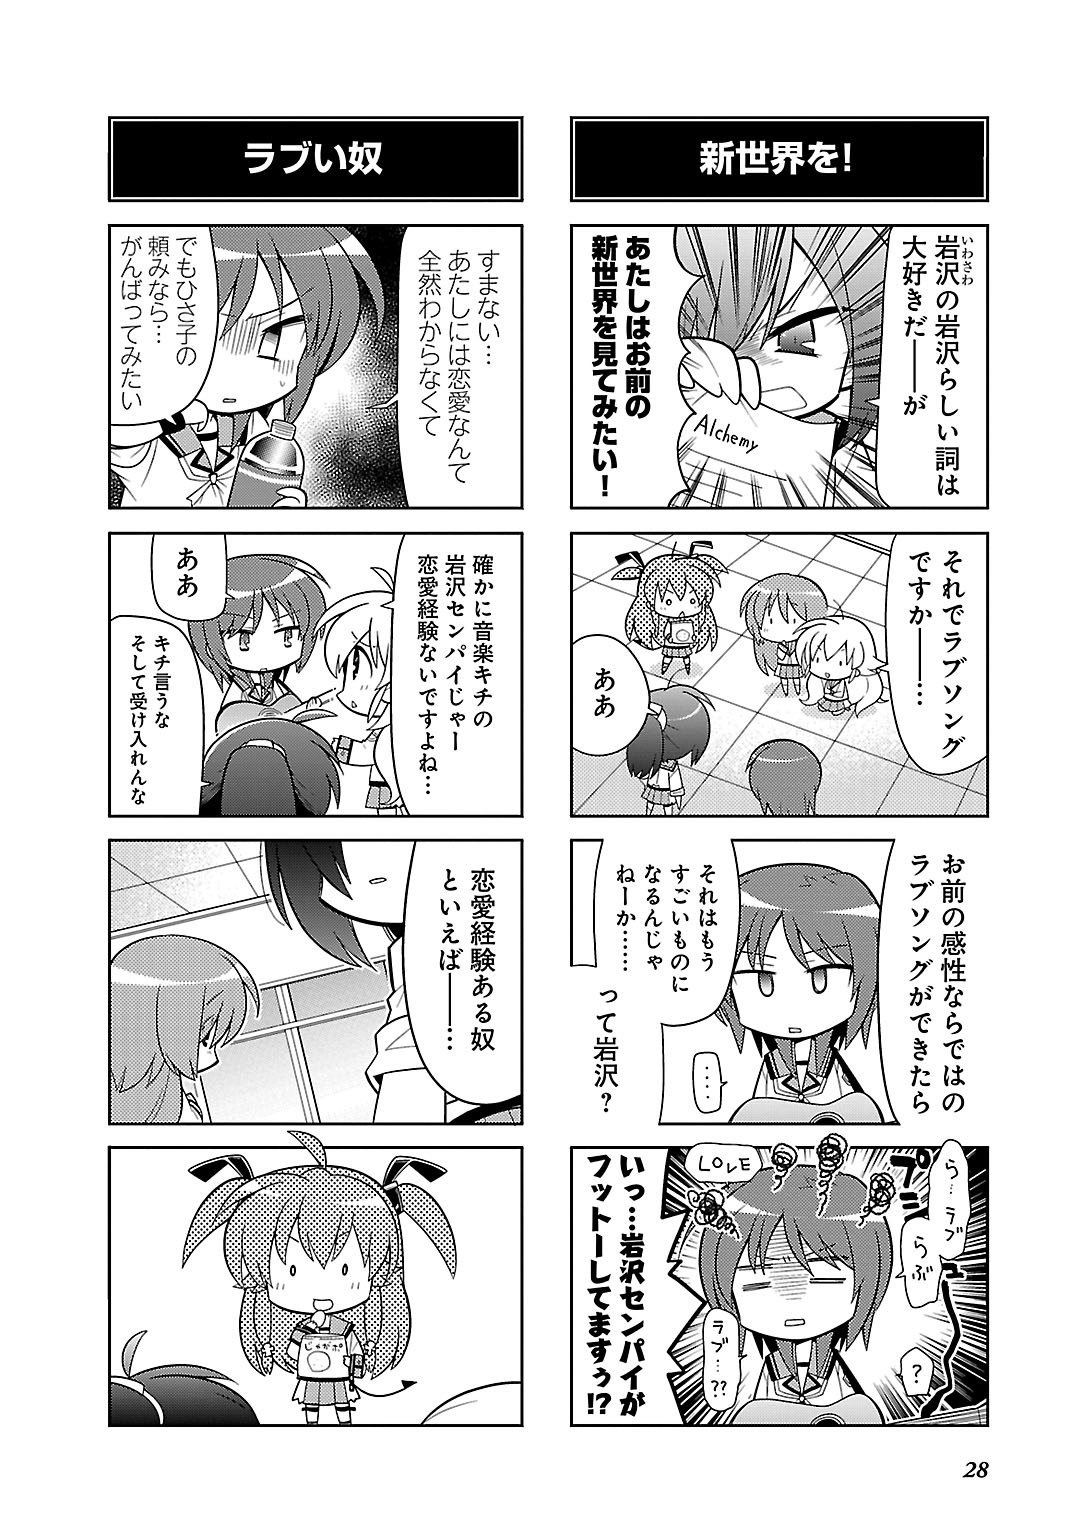 新世界を!
岩沢の岩沢らしい詞は
いわさわ
大好きだ――が
あたしはお前の
新世界を見てみたい!
Alchemy
それでラブソング
ですか――…
ああ
お前の感性ならではの
ラブソングができたら
それはもう
すごいものに
なるんじゃ
ねーか……
って岩沢?
‥‥
ら…ラブ
らぶ
プシー
LOVE
ラブ…??
?
いっ…岩沢センパイが
フットーしてますぅ!?
ラブい奴
すまない…
あたしには恋愛なんて
全然わからなくて
でもひさ子の
頼みなら…
がんばってみたい
確かに音楽キチの
岩沢センパイじゃー
恋愛経験ないですよね…
ああ
キチ言うな
そして受け入れんな
恋愛経験ある奴
といえば――…
じゃがポ
28